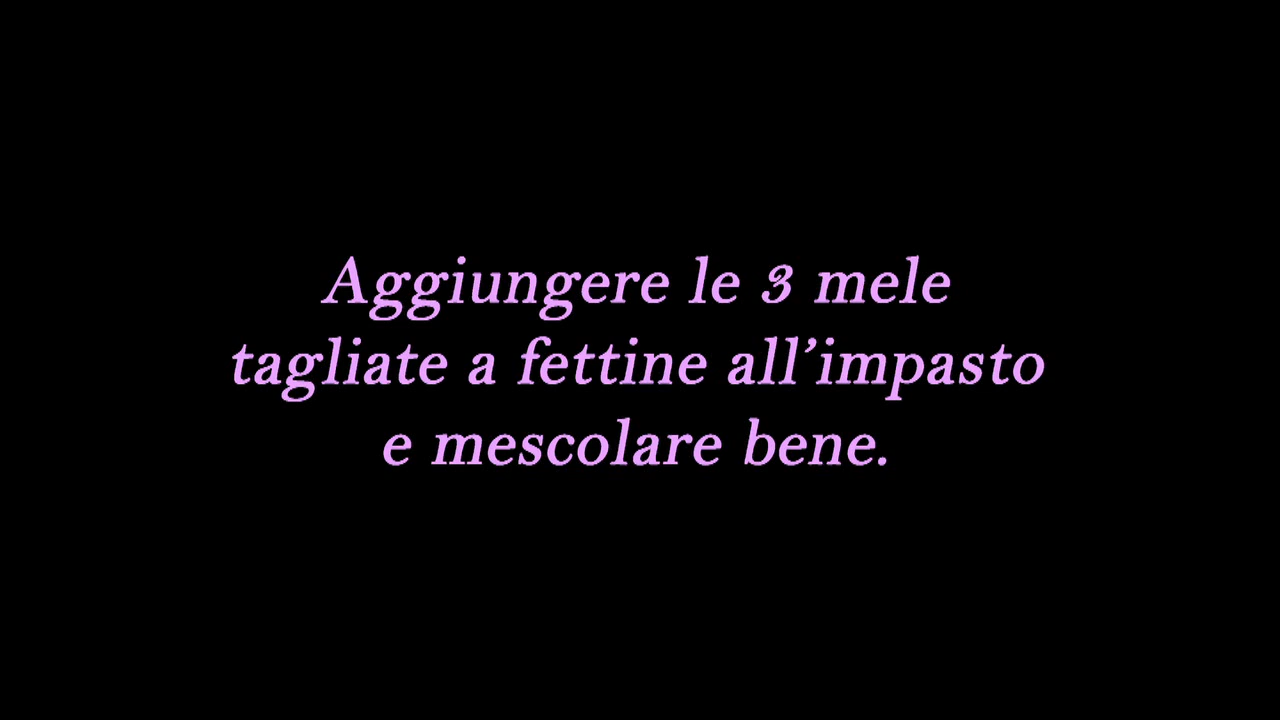 Aggiungere le 3 mele
tagliate a fettine all’impasto
e mescolare bene.